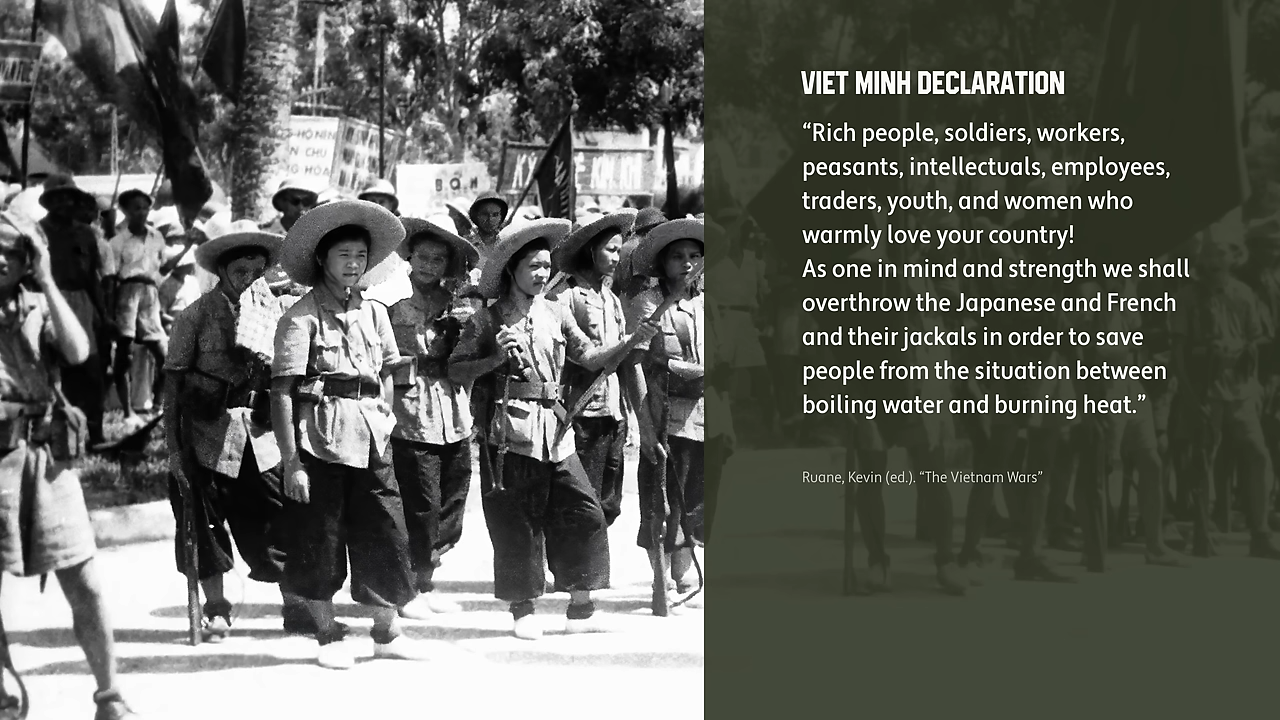 VIET MINH DECLARATION
“Rich people, soldiers, workers,
peasants, intellectuals, employees,
traders, youth, and women who
warmly love your country!
As one in mind and strength we shall
overthrow the Japanese and French
and their jackals in order to save
people from the situation between
boiling water and burning heat.”
Ruane, Kevin (ed.). “The Vietnam Wars”
CHU
HÒA